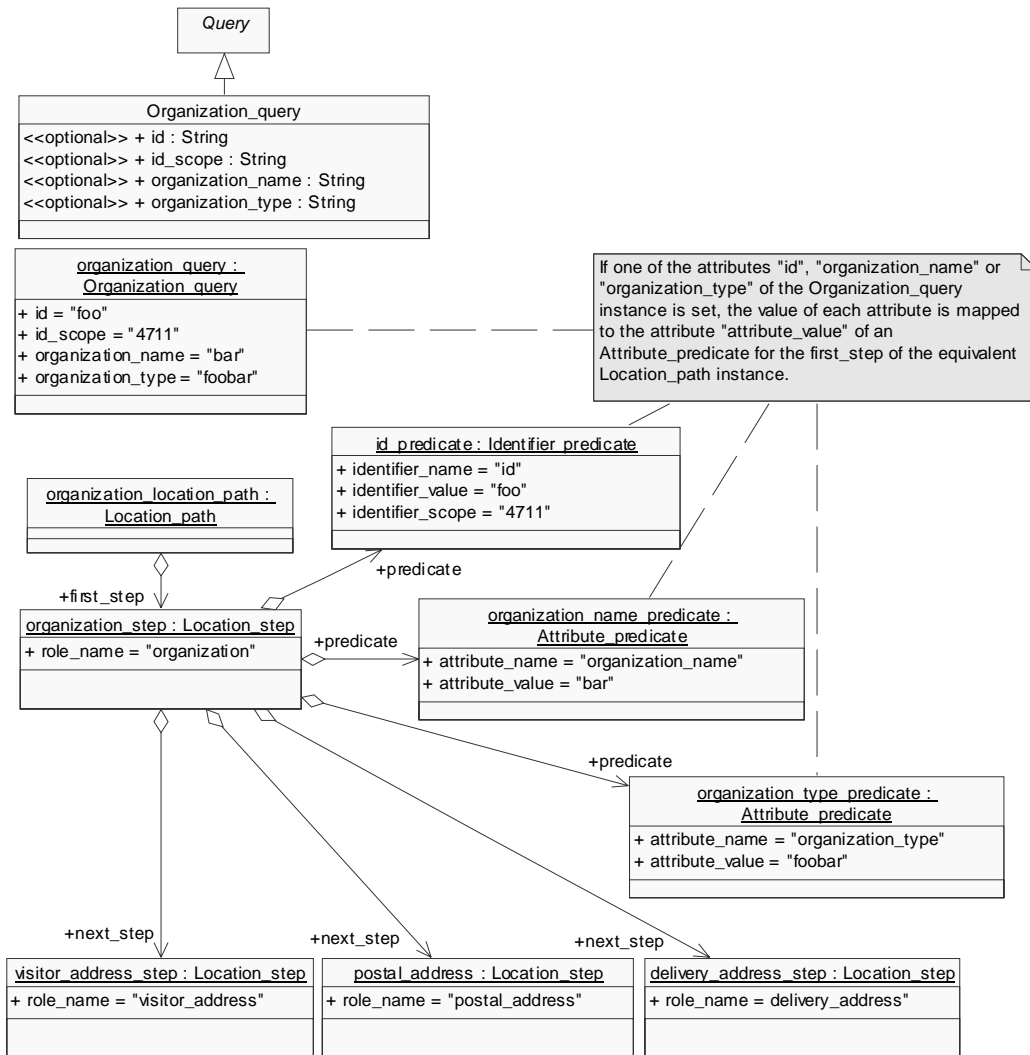 Query
Organization_query
<<optional>> + id : String
<<optional>> + id_scope : String
<<optional>> + organization_name : String
<<optional>> + organization_type : String
organization_query :
Organization_query
+ id = "foo"
+ id_scope = "4711"
+ organization_name = "bar"
+ organization_type = "foobar"
If one of the attributes "id", "organization_name" or
"organization_type" of the Organization_query
instance is set, the value of each attribute is mapped
to the attribute "attribute_value" of an
Attribute_predicate for the first_step of the equivalent
Location_path instance.
id_predicate : Identifier_predicate
+ identifier_name = "id"
+ identifier_value = "foo"
+ identifier_scope = "4711"
organization_location_path :
Location_path
+predicate
+first_step
organization_step : Location_step
+ role_name = "organization"
+predicate
organization_name_predicate :
Attribute_predicate
+ attribute_name = "organization_name"
+ attribute_value = "bar"
+predicate
organization_type_predicate :
Attribute_predicate
+ attribute_name = "organization_type"
+ attribute_value = "foobar"
+next_step
+next_step
+next_step
visitor_address_step : Location_step
+ role_name = "visitor_address"
postal_address : Location_step
+ role_name = "postal_address"
delivery_address_step : Location_step
+ role_name = delivery_address"